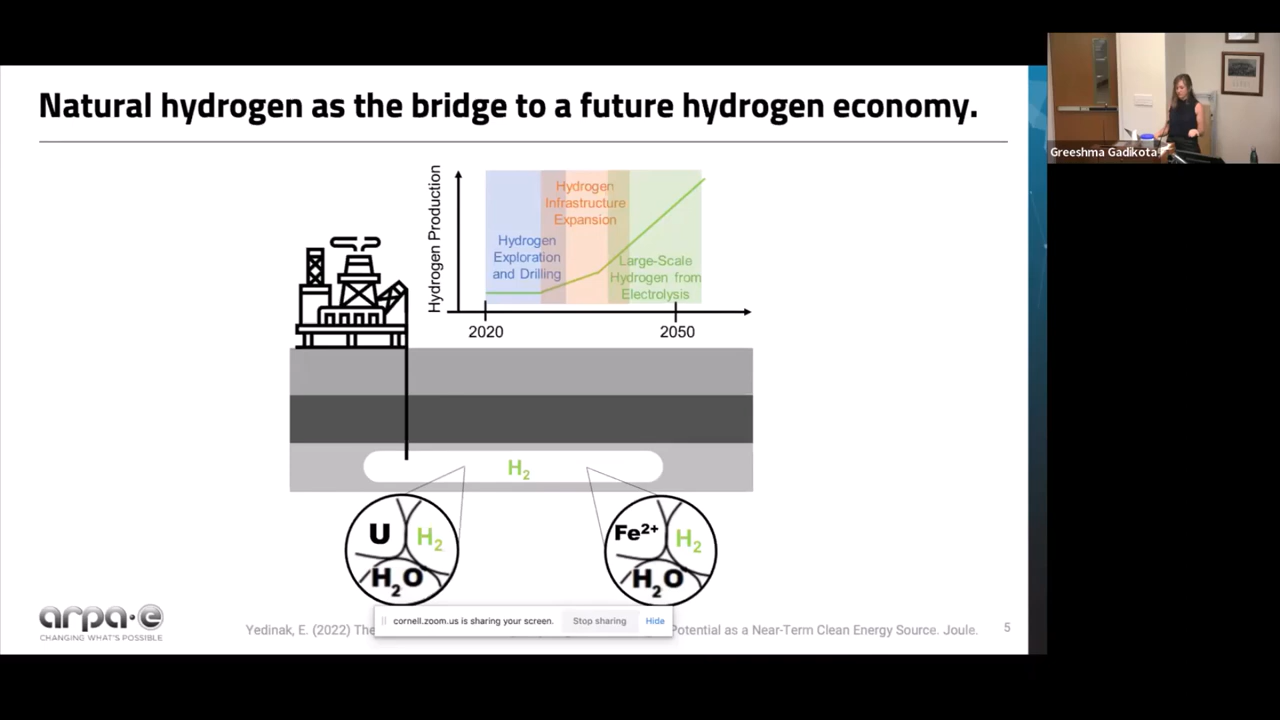 Natural hydrogen as the bridge to a future hydrogen economy.
Greeshma Gadikota
Hydrogen Production
Hydrogen
Infrastructure
Expansion
Hydrogen
Exploration
and Drilling
Large-Scale
Hydrogen from
Electrolysis
2020
2050
H2
U
H2
H2O
Fe2+
H2
H2O
arpa·e
CHANGING WHAT'S POSSIBLE
cornell.zoom.us is sharing your screen.
Stop sharing
Hide
Yedinak, E. (2022) The Potential as a Near-Term Clean Energy Source. Joule.
5